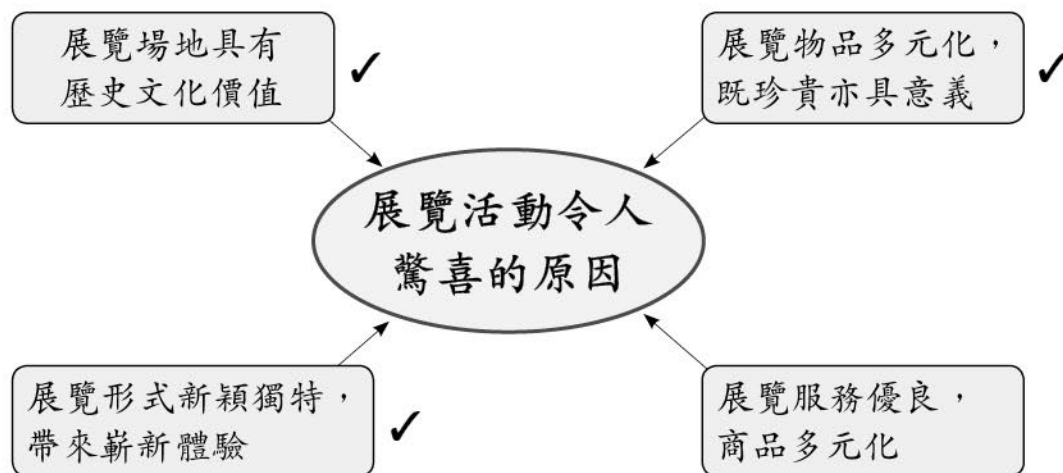 展覽場地具有
歷史文化價值
✓
展覽物品多元化，
既珍貴亦具意義
✓
展覽活動令人
驚喜的原因
展覽形式新穎獨特，
帶來嶄新體驗
✓
展覽服務優良，
商品多元化